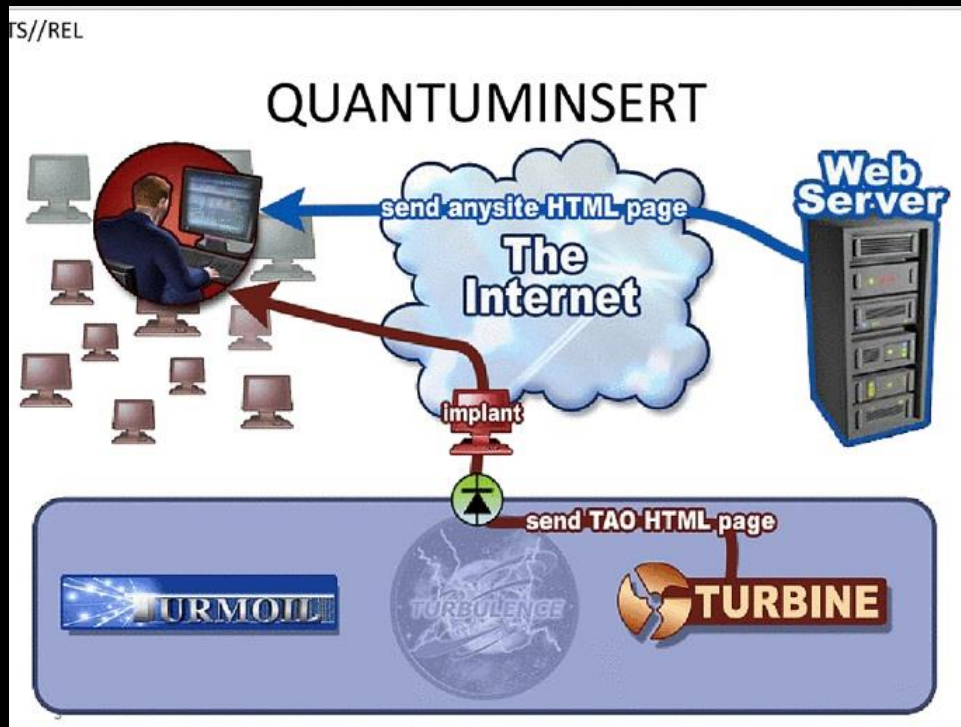 TS//REL
QUANTUMINSERT
send anysite HTML page
Web
Server
The
Internet
implant
send TAO HTML page
TURMOIL
TURBULENCE
TURBINE